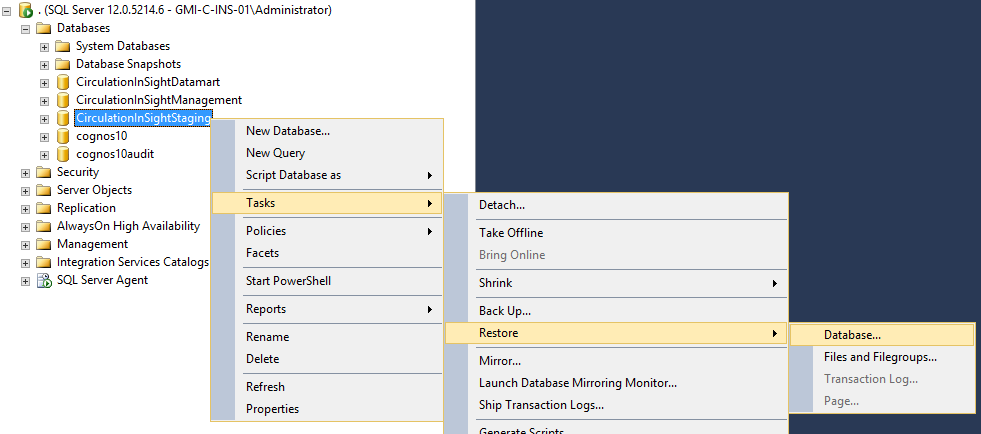 . (SQL Server 12.0.5214.6 - GMI-C-INS-01\Administrator)
Databases
System Databases
Database Snapshots
CirculationInSightDatamart
CirculationInSightManagement
CirculationInSightStaging
cognos10
cognos10audit
Security
Server Objects
Replication
AlwaysOn High Availability
Management
Integration Services Catalogs
SQL Server Agent
New Database...
New Query
Script Database as
Tasks
Policies
Facets
Start PowerShell
Reports
Rename
Delete
Refresh
Properties
Detach...
Take Offline
Bring Online
Shrink
Back Up...
Restore
Mirror...
Launch Database Mirroring Monitor...
Ship Transaction Logs...
Generate Scripts
Database...
Files and Filegroups...
Transaction Log...
Page...